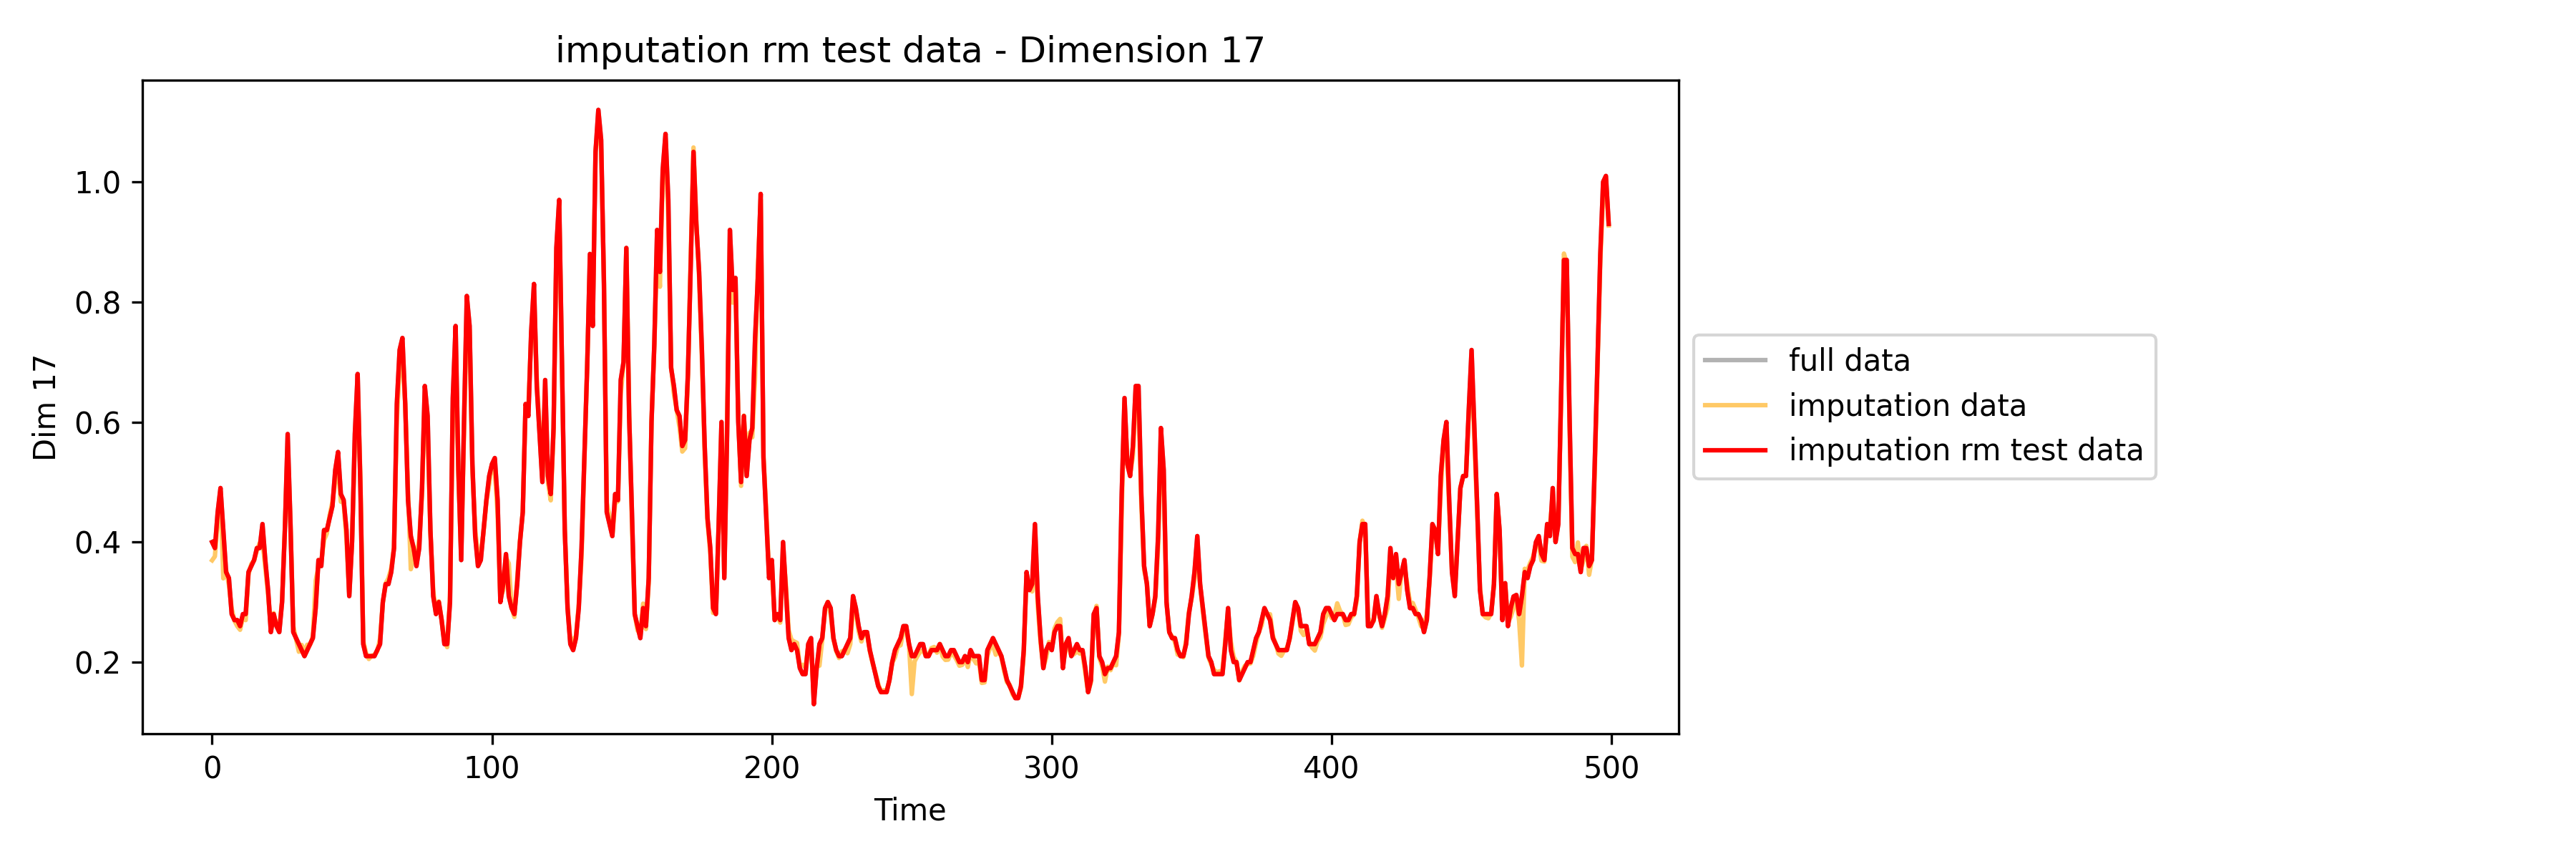 imputation rm test data - Dimension 17
Dim 17
1.0
0.8
0.6
0.4
0.2
0 100 200 300 400 500
Time
full data
imputation data
imputation rm test data